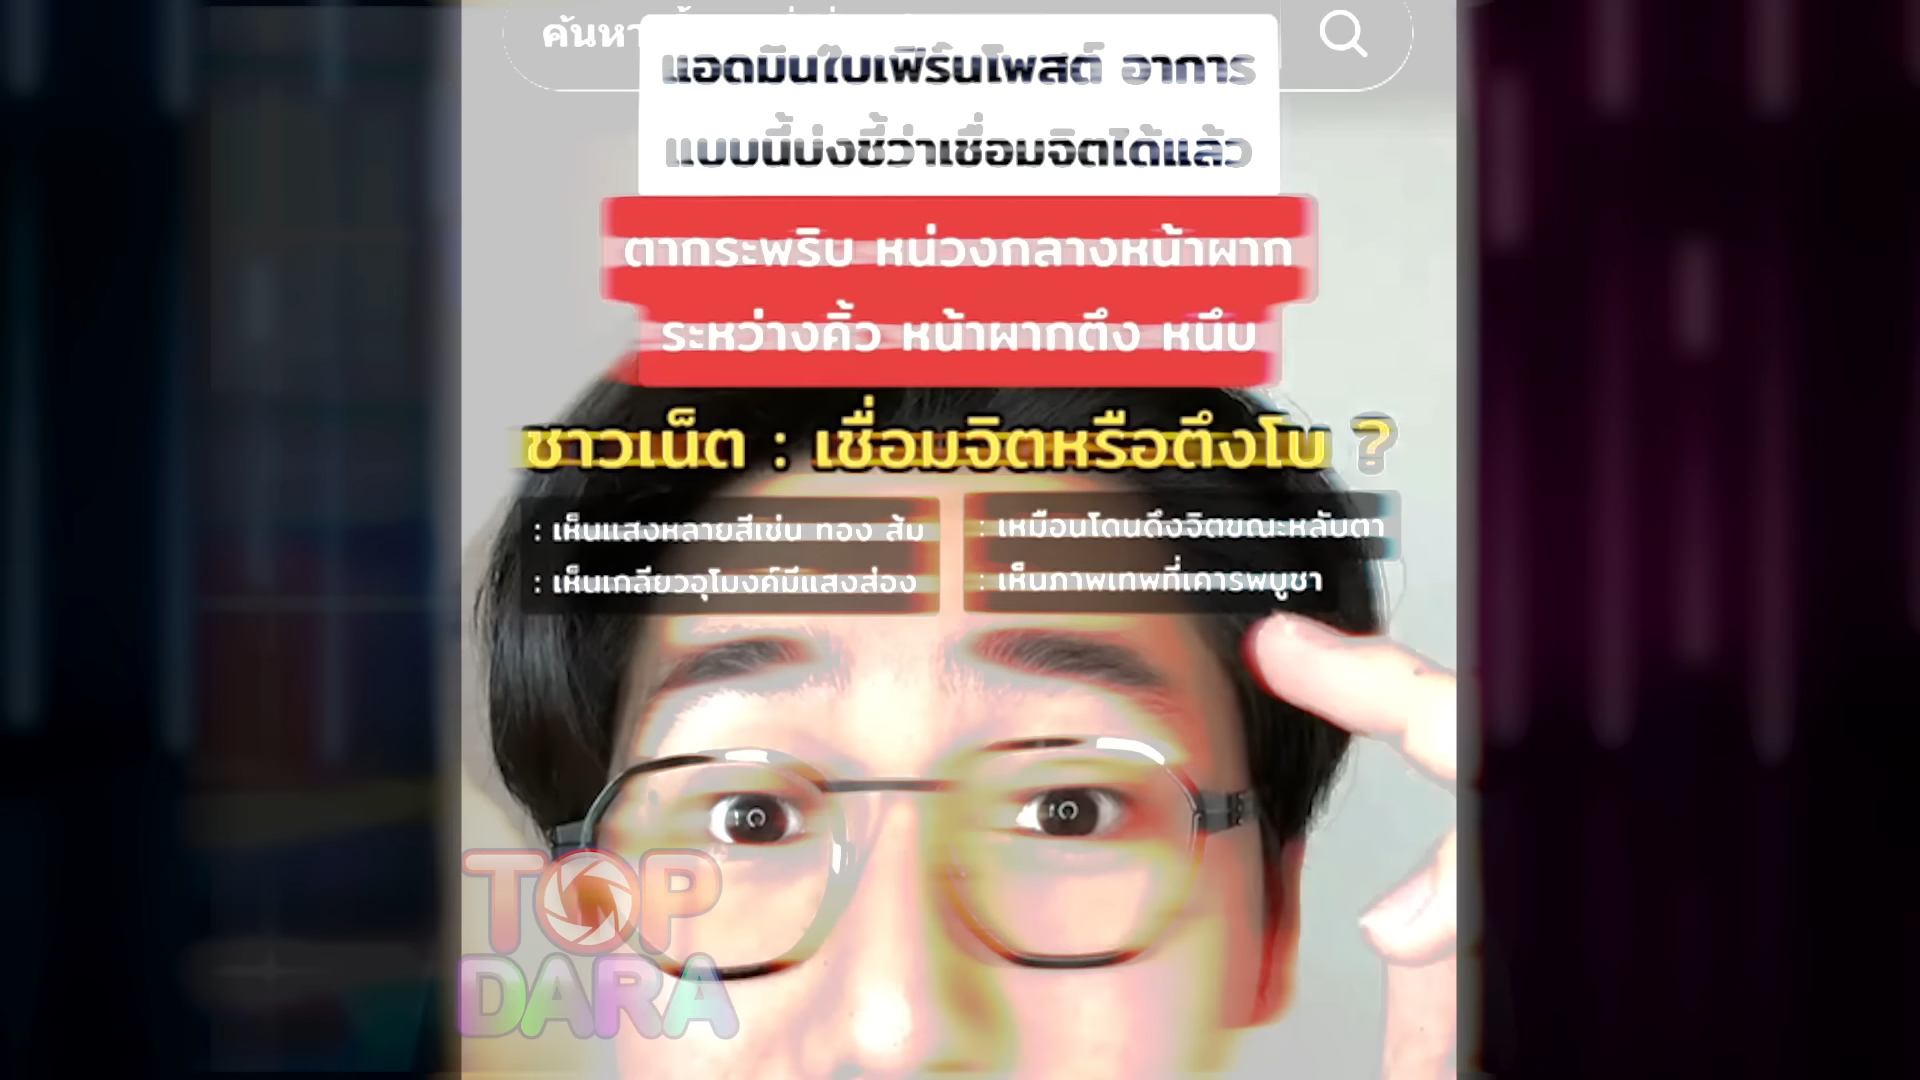 ค้นหา
แอดมินใบเฟิร์นโพสต์ อาการ
แบบนี้บ่งชี้ว่าเชื่อมจิตได้แล้ว
ตากระพริบ หน่วงกลางหน้าผาก
ระหว่างคิ้ว หน้าผากตึง หนึบ
ชาวเน็ต : เชื่อมจิตหรือตึงโบ ?
: เห็นแสงหลายสีเช่น ทอง ส้ม
: เห็นเกลียวอุโมงค์มีแสงส่อง
: เหมือนโดนดึงจิตขณะหลับตา
: เห็นภาพเทพที่เคารพบูชา
TOP
DARA